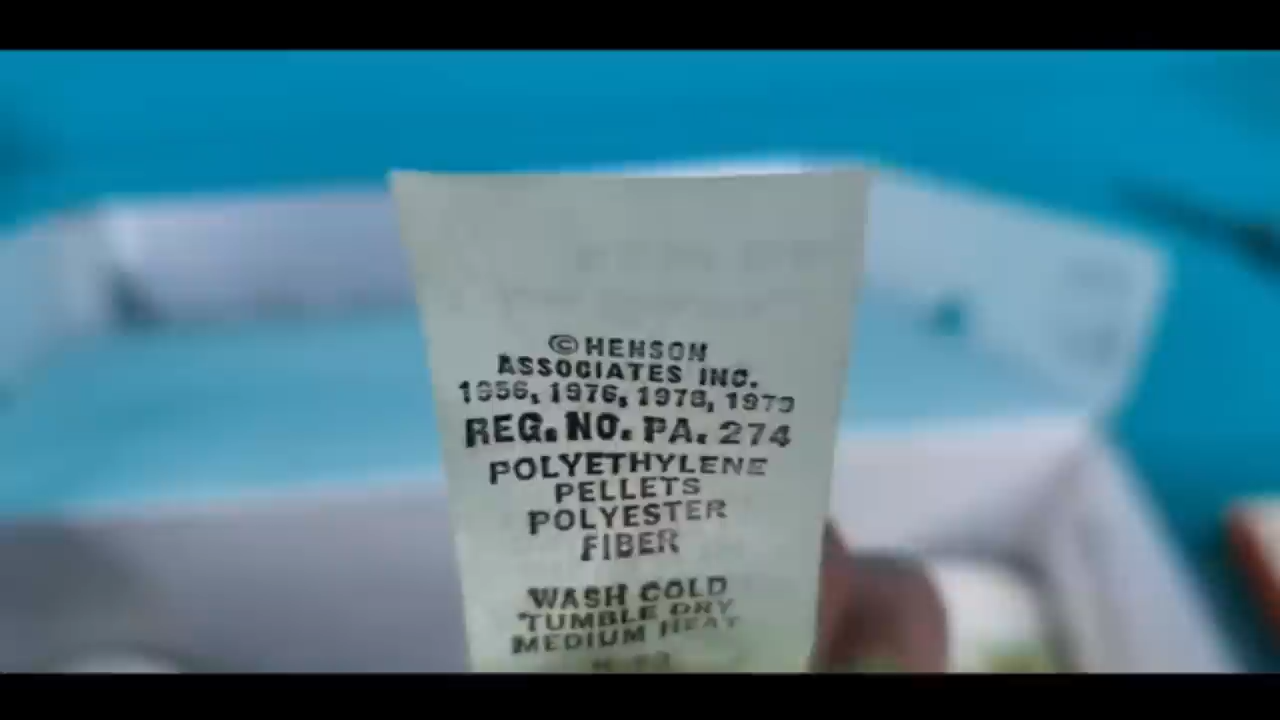 ©HENSON
ASSOCIATES INC.
1956, 1976, 1978, 1979
REG. NO. PA. 274
POLYETHYLENE
PELLETS
POLYESTER
FIBER
WASH COLD
TUMBLE DRY
MEDIUM HEAT